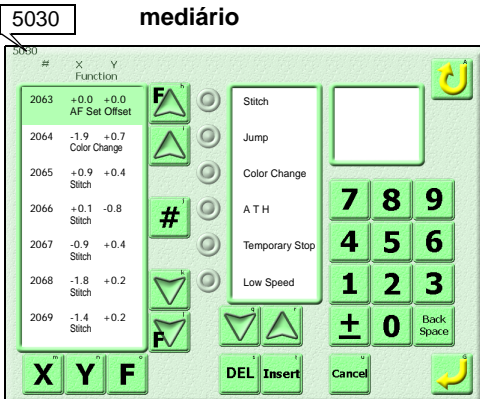 5030
mediário
5030
# X Y
Function
2063 +0.0 +0.0
AF Set Offset
2064 -1.9 +0.7
Color Change
2065 +0.9 +0.4
Stitch
2066 +0.1 -0.8
Stitch
2067 -0.9 +0.4
Stitch
2068 -1.8 +0.2
Stitch
2069 -1.4 +0.2
Stitch
F h
i
#
j
k
F l
Stitch
Jump
Color Change
A T H
Temporary Stop
Low Speed
A
7 8 9
4 5 6
1 2 3
± 0 Back
Space
q r
X m Y n F o
DEL s Insert t Cancel u
G